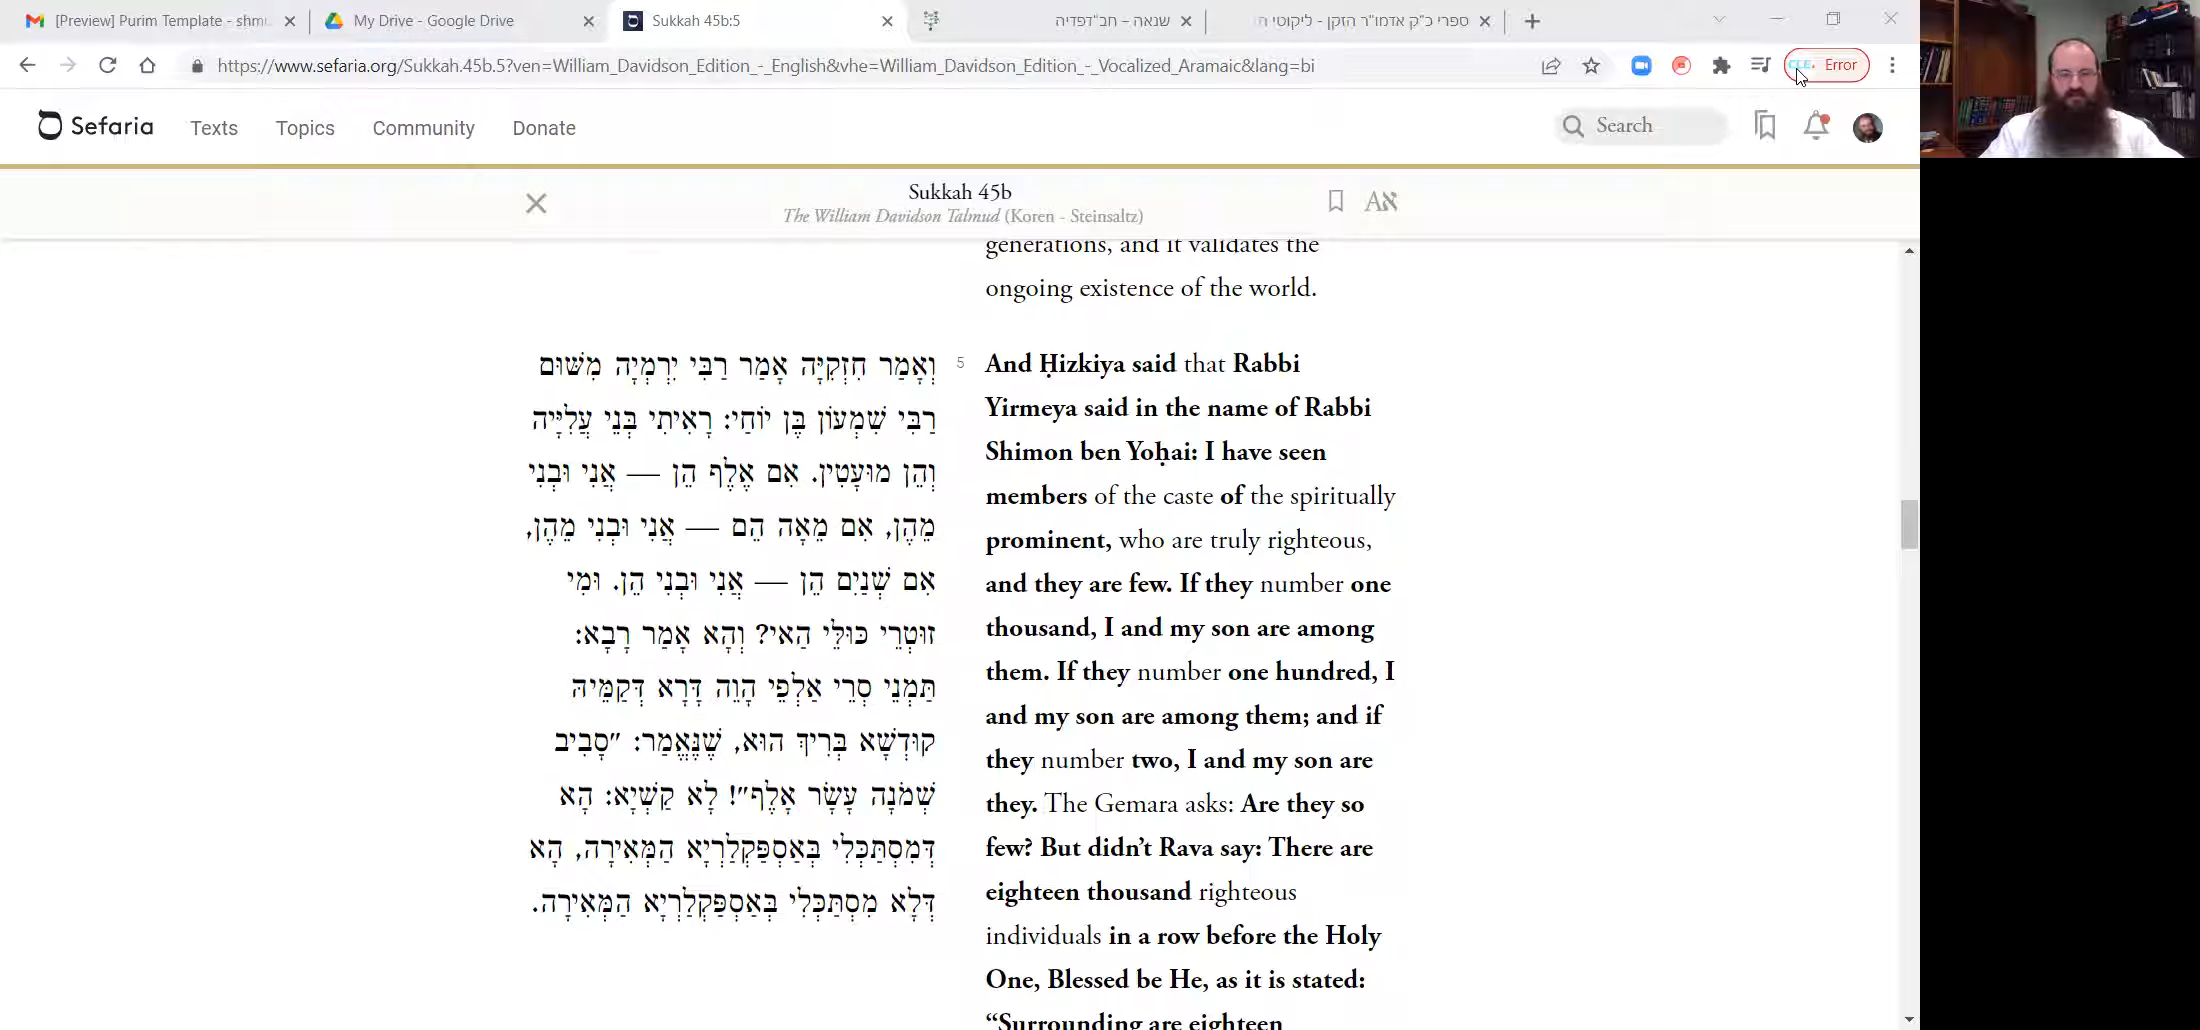 [Preview] Purim Template - shmu
My Drive - Google Drive
Sukkah 45b:5
שנאה – חב"דפדיה
ספרי כ"ק אדמו"ר הזקן - ליקוטי ת
https://www.sefaria.org/Sukkah.45b.5?ven=William_Davidson_Edition_-_English&vhe=William_Davidson_Edition_-_Vocalized_Aramaic&lang=bi
Error
Sefaria
Texts
Topics
Community
Donate
Search
Sukkah 45b
The William Davidson Talmud (Koren - Steinsaltz)
generations, and it validates the
ongoing existence of the world.
וְאָמַר חִזְקִיָּה אָמַר רַבִּי יִרְמְיָה מִשּׁוּם
רַבִּי שִׁמְעוֹן בֶּן יוֹחַי: רָאִיתִי בְּנֵי עֲלִיָּיה
וְהֵן מוּעָטִין. אִם אֶלֶף הֵן — אֲנִי וּבְנִי
מֵהֶן, אִם מֵאָה הֵם — אֲנִי וּבְנִי מֵהֶן,
אִם שְׁנַיִם הֵן — אֲנִי וּבְנִי הֵן. וּמִי
זוּטְרֵי כּוּלֵּי הַאי? וְהָא אָמַר רָבָא:
תַּמְנֵי סְרֵי אַלְפֵי הָוֵה דָּרָא דְּקַמֵּיהּ
קוּדְשָׁא בְּרִיךְ הוּא, שֶׁנֶּאֱמַר: ״סָבִיב
שְׁמֹנָה עָשָׂר אָלֶף״! לָא קַשְׁיָא: הָא
דְּמִסְתַּכְּלִי בְּאַסְפַּקְלַרְיָא הַמְּאִירָה, הָא
דְּלָא מִסְתַּכְּלִי בְּאַסְפַּקְלַרְיָא הַמְּאִירָה.
5
And Ḥizkiya said that Rabbi
Yirmeya said in the name of Rabbi
Shimon ben Yoḥai: I have seen
members of the caste of the spiritually
prominent, who are truly righteous,
and they are few. If they number one
thousand, I and my son are among
them. If they number one hundred, I
and my son are among them; and if
they number two, I and my son are
they. The Gemara asks: Are they so
few? But didn’t Rava say: There are
eighteen thousand righteous
individuals in a row before the Holy
One, Blessed be He, as it is stated:
“Surrounding are eighteen